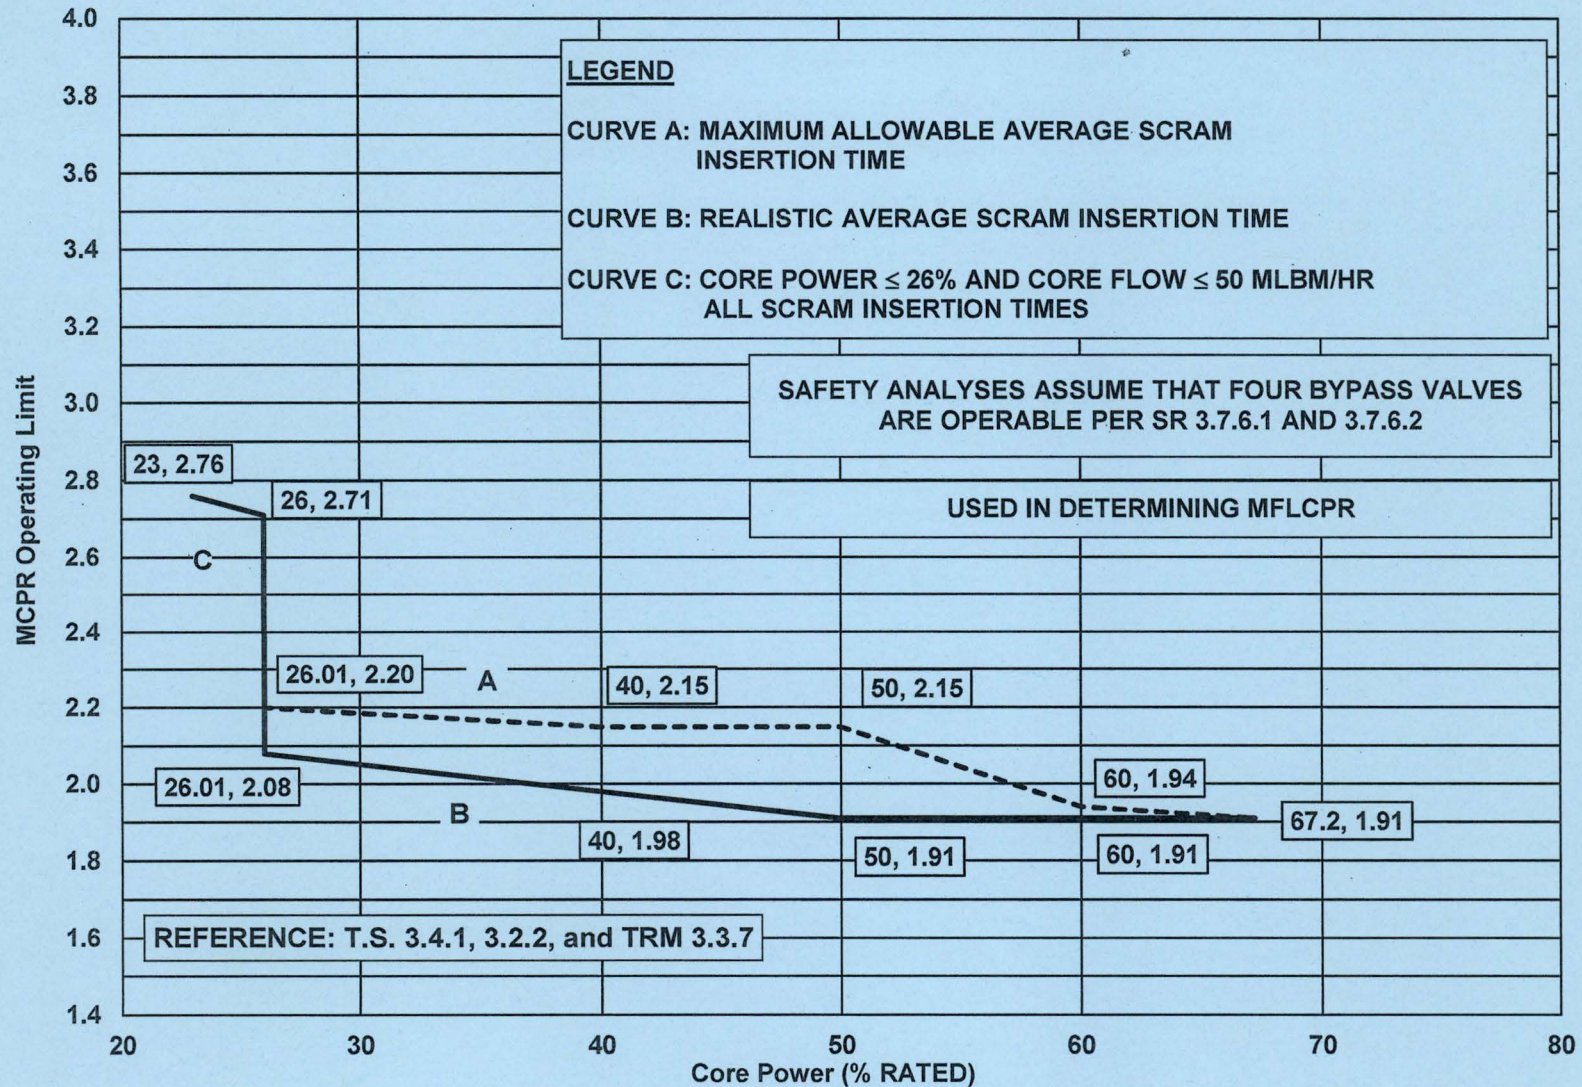 4.0
3.8
3.6
3.4
3.2
3.0
2.8
2.6
2.4
2.2
2.0
1.8
1.6
1.4
MCPR Operating Limit
LEGEND
CURVE A: MAXIMUM ALLOWABLE AVERAGE SCRAM
INSERTION TIME
CURVE B: REALISTIC AVERAGE SCRAM INSERTION TIME
CURVE C: CORE POWER ≤ 26% AND CORE FLOW ≤ 50 MLBM/HR
ALL SCRAM INSERTION TIMES
SAFETY ANALYSES ASSUME THAT FOUR BYPASS VALVES
ARE OPERABLE PER SR 3.7.6.1 AND 3.7.6.2
USED IN DETERMINING MFLCPR
23, 2.76
26, 2.71
C
26.01, 2.20
A
40, 2.15
50, 2.15
26.01, 2.08
B
40, 1.98
50, 1.91
60, 1.94
60, 1.91
67.2, 1.91
REFERENCE: T.S. 3.4.1, 3.2.2, and TRM 3.3.7
20 30 40 50 60 70 80
Core Power (% RATED)